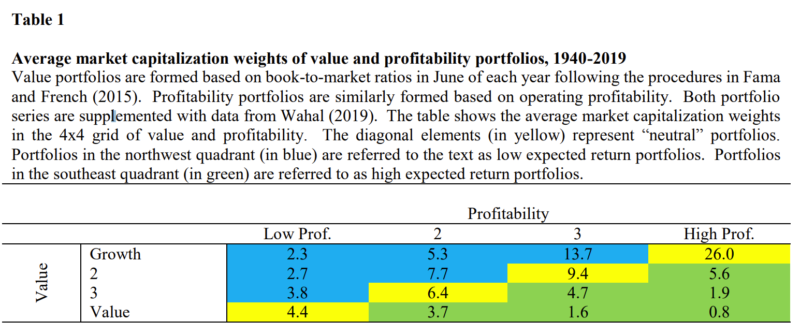 Table 1
Average market capitalization weights of value and profitability portfolios, 1940-2019
Value portfolios are formed based on book-to-market ratios in June of each year following the procedures in Fama
and French (2015). Profitability portfolios are similarly formed based on operating profitability. Both portfolio
series are supplemented with data from Wahal (2019). The table shows the average market capitalization weights
in the 4x4 grid of value and profitability. The diagonal elements (in yellow) represent “neutral” portfolios.
Portfolios in the northwest quadrant (in blue) are referred to the text as low expected return portfolios. Portfolios
in the southeast quadrant (in green) are referred to as high expected return portfolios.
Profitability
Low Prof. 2 3 High Prof.
Value
Growth 2.3 5.3 13.7 26.0
2 2.7 7.7 9.4 5.6
3 3.8 6.4 4.7 1.9
Value 4.4 3.7 1.6 0.8